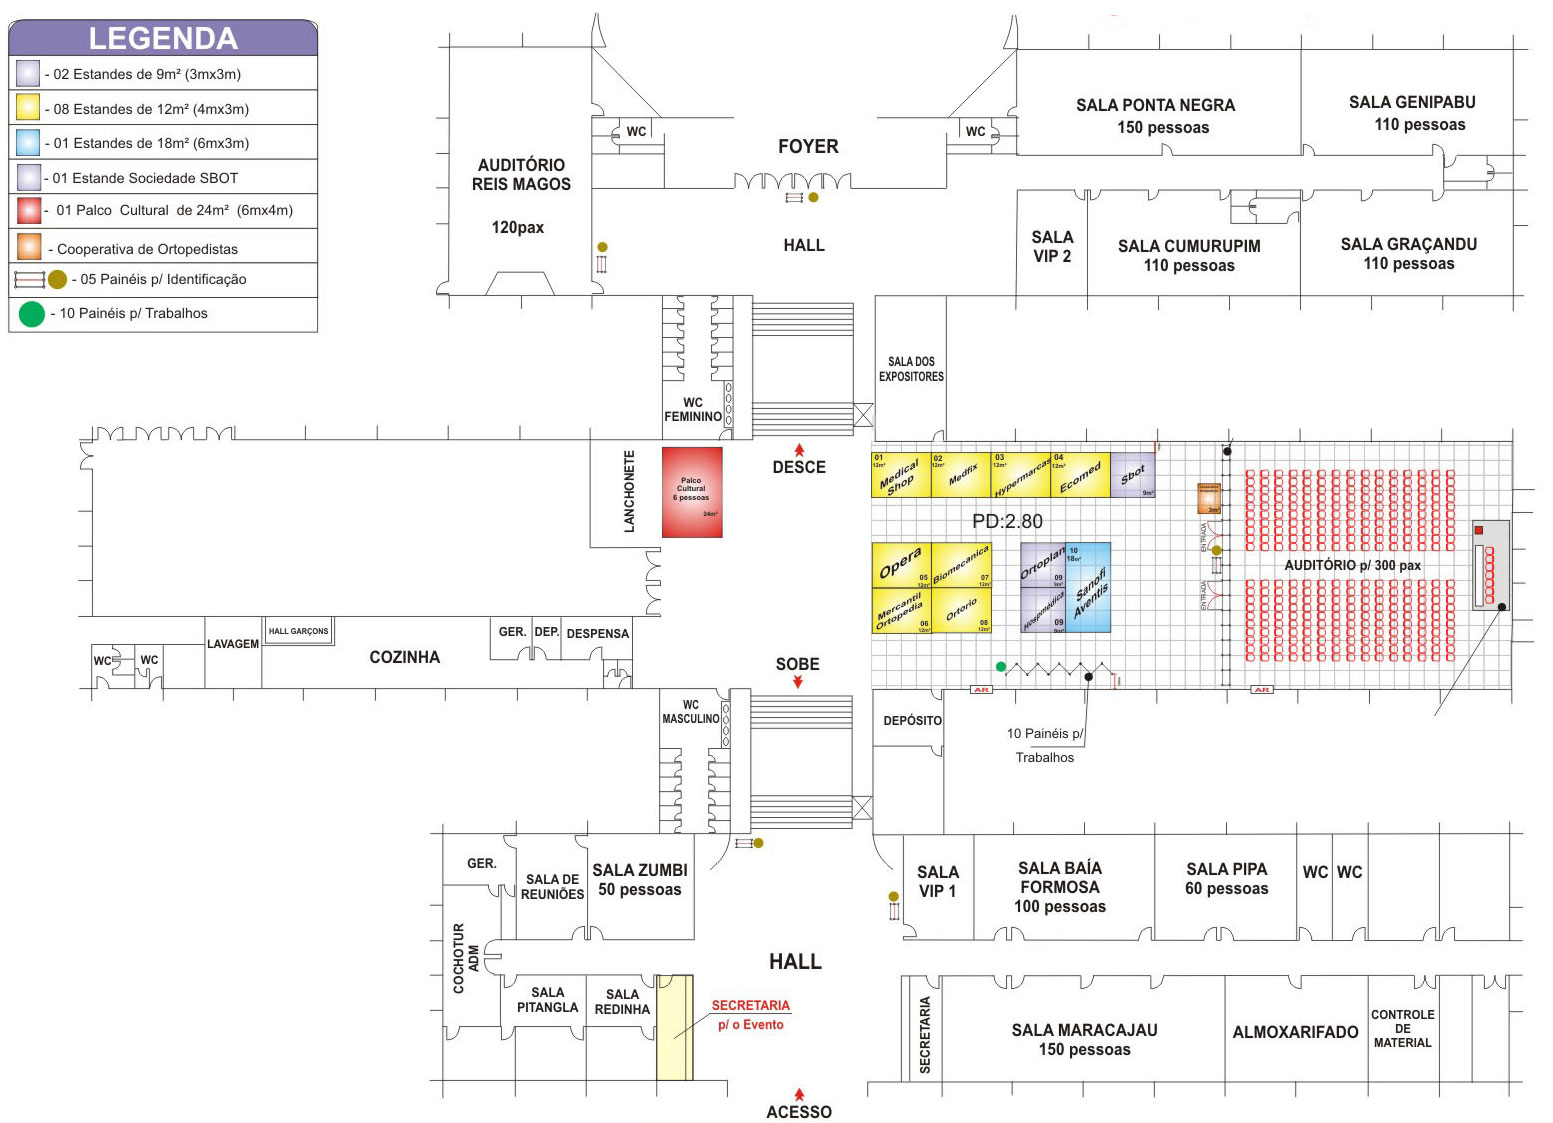 LEGENDA
- 02 Estandes de 9m² (3mx3m)
- 08 Estandes de 12m² (4mx3m)
- 01 Estandes de 18m² (6mx3m)
- 01 Estande Sociedade SBOT
- 01 Palco Cultural de 24m² (6mx4m)
- Cooperativa de Ortopedistas
- 05 Painéis p/ Identificação
- 10 Painéis p/ Trabalhos
AUDITÓRIO
REIS MAGOS
120pax
WC
FOYER
WC
HALL
SALA PONTA NEGRA
150 pessoas
SALA GENIPABU
110 pessoas
SALA
VIP 2
SALA CUMURUPIM
110 pessoas
SALA GRAÇANDU
110 pessoas
WC
FEMININO
SALA DOS
EXPOSITORES
DESCE
LANCHONETE
Palco
Cultural
6 pessoas
24m²
01
12m²
Medical
Shop
02
12m²
Medfix
03
12m²
Hypermarcas
04
12m²
Ecomed
Sbot
9m²
PD:2.80
3m²
ENTRADA
ENTRADA
AUDITÓRIO p/ 300 pax
Opera
05
12m²
Biomecanica
07
12m²
Mercantil
Ortopedia
06
12m²
Ortorio
08
12m²
Ortoplan
09
9m²
Hospimédica
09
9m²
10
18m²
Sanofi
Aventis
AR
AR
10 Painéis p/
Trabalhos
HALL GARÇONS
LAVAGEM
WC
WC
COZINHA
GER.
DEP.
DESPENSA
SOBE
WC
MASCULINO
DEPÓSITO
GER.
SALA DE
REUNIÕES
SALA ZUMBI
50 pessoas
COCHOTUR
ADM
SALA
PITANGLA
SALA
REDINHA
SECRETARIA
p/ o Evento
HALL
ACESSO
SALA
VIP 1
SALA BAÍA
FORMOSA
100 pessoas
SALA PIPA
60 pessoas
WC
WC
SECRETARIA
SALA MARACAJAU
150 pessoas
ALMOXARIFADO
CONTROLE
DE
MATERIAL